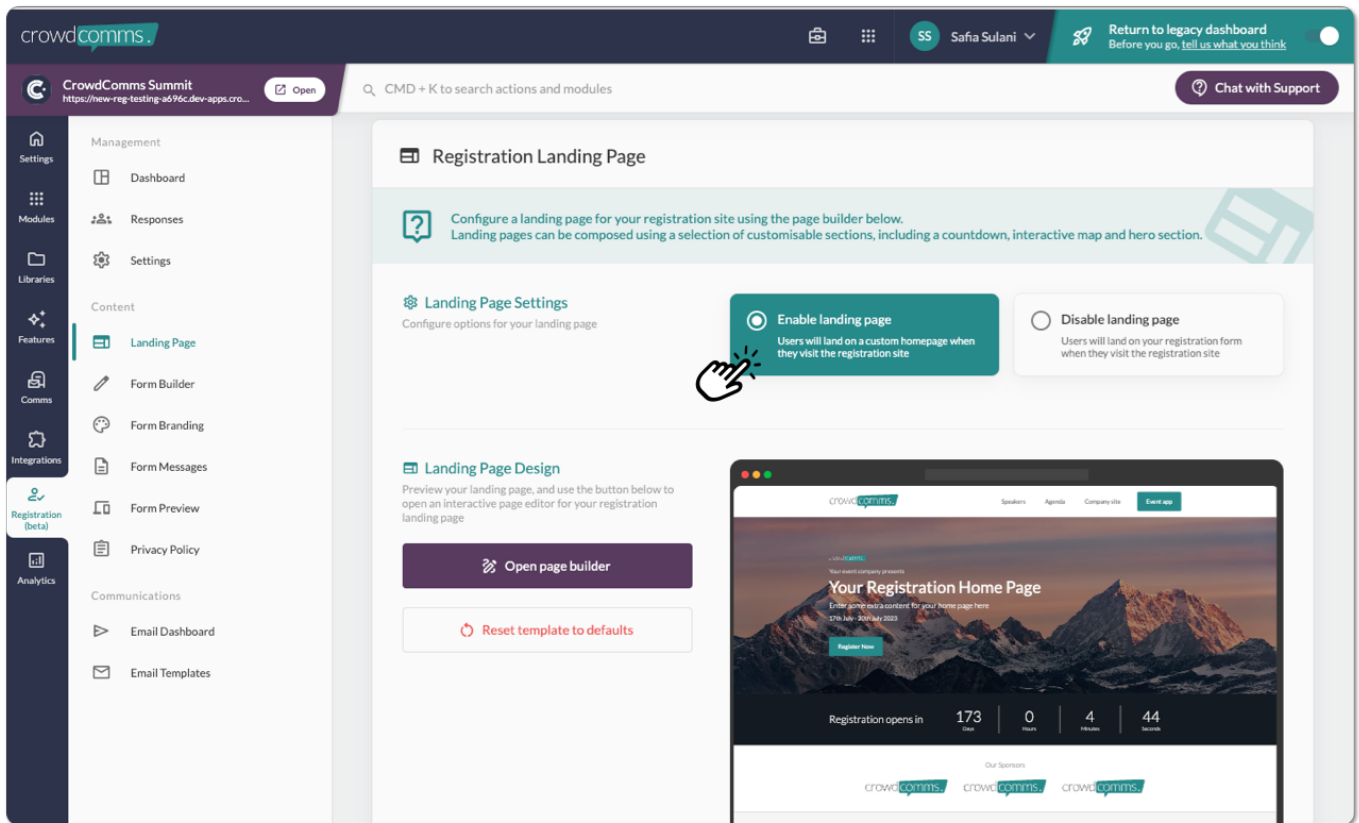 crowdcomms.
SS
Safia Sulani
Return to legacy dashboard
Before you go, tell us what you think
CrowdComms Summit
https://new-reg-testing-a696c.dev-apps.cro...
Open
CMD + K to search actions and modules
Chat with Support
Settings
Modules
Libraries
Features
Comms
Integrations
Registration
(beta)
Analytics
Management
Dashboard
Responses
Settings
Content
Landing Page
Form Builder
Form Branding
Form Messages
Form Preview
Privacy Policy
Communications
Email Dashboard
Email Templates
Registration Landing Page
Configure a landing page for your registration site using the page builder below.
Landing pages can be composed using a selection of customisable sections, including a countdown, interactive map and hero section.
Landing Page Settings
Configure options for your landing page
Enable landing page
Users will land on a custom homepage when
they visit the registration site
Disable landing page
Users will land on your registration form
when they visit the registration site
Landing Page Design
Preview your landing page, and use the button below to
open an interactive page editor for your registration
landing page
Open page builder
Reset template to defaults
crowdcomms.
Speakers
Agenda
Company site
Event app
crowdcomms.
Your event company presents
Your Registration Home Page
Enter some extra content for your home page here
17th July - 20th July 2023
Register Now
Registration opens in
173
Days
0
Hours
4
Minutes
44
Seconds
Our Sponsors
crowdcomms. crowdcomms. crowdcomms.